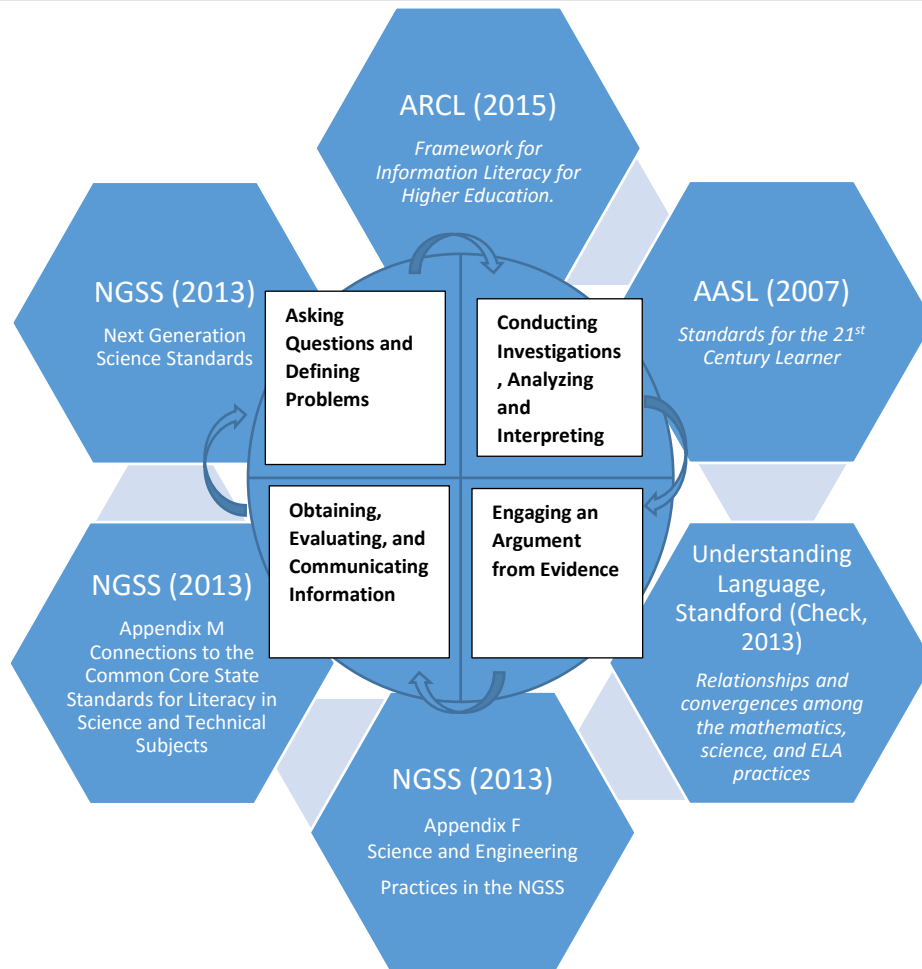 ARCL (2015)
Framework for
Information Literacy for
Higher Education.
NGSS (2013)
Next Generation
Science Standards
AASL (2007)
Standards for the 21st
Century Learner
Asking
Questions and
Defining
Problems
Conducting
Investigations
, Analyzing
and
Interpreting
Obtaining,
Evaluating, and
Communicating
Information
Engaging an
Argument
from Evidence
NGSS (2013)
Appendix M
Connections to the
Common Core State
Standards for Literacy in
Science and Technical
Subjects
Understanding
Language,
Standford (Check,
2013)
Relationships and
convergences among
the mathematics,
science, and ELA
practices
NGSS (2013)
Appendix F
Science and Engineering
Practices in the NGSS